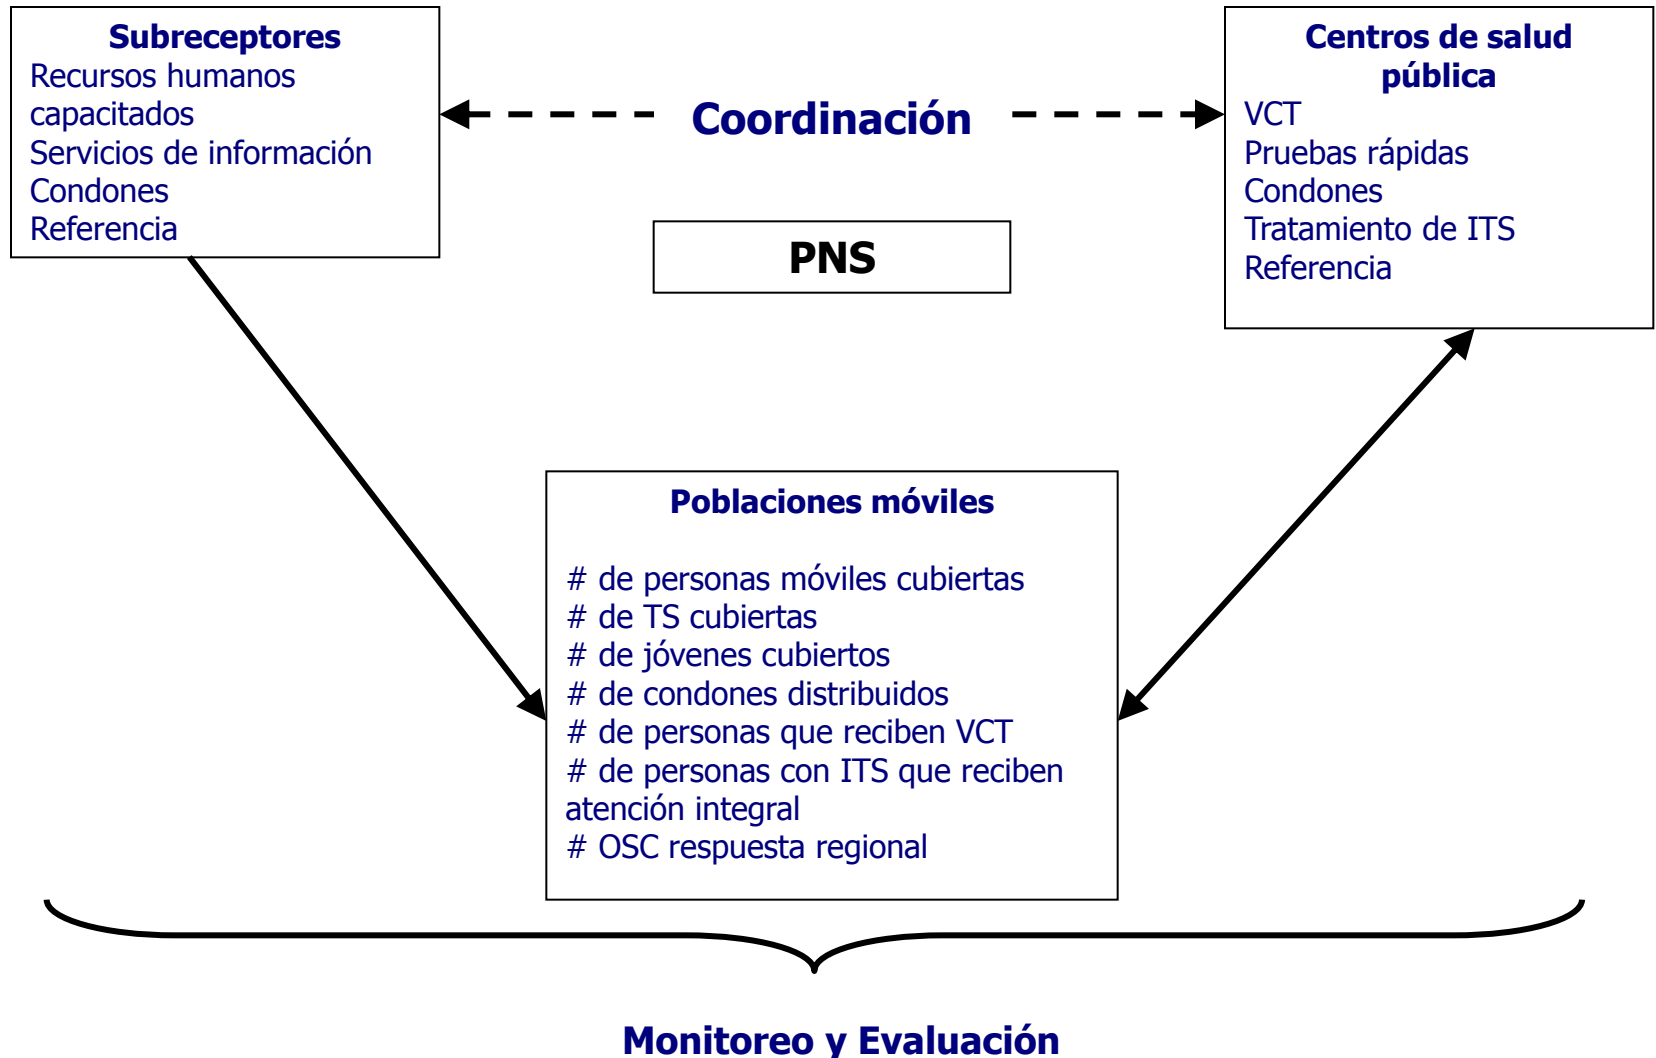 Subreceptores
Recursos humanos
capacitados
Servicios de información
Condones
Referencia
Coordinación
PNS
Centros de salud
pública
VCT
Pruebas rápidas
Condones
Tratamiento de ITS
Referencia
Poblaciones móviles
# de personas móviles cubiertas
# de TS cubiertas
# de jóvenes cubiertos
# de condones distribuidos
# de personas que reciben VCT
# de personas con ITS que reciben
atención integral
# OSC respuesta regional
Monitoreo y Evaluación